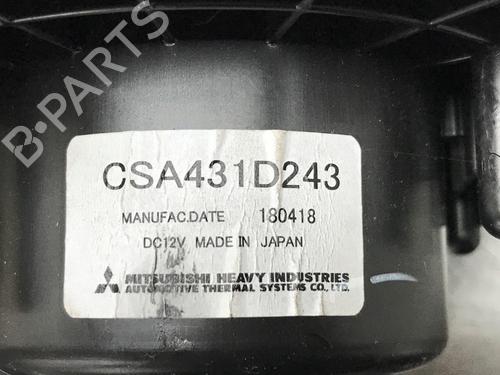 B-PARTS
CSA431D243
MANUFAC.DATE 180418
DC12V MADE IN JAPAN
MITSUBISHI HEAVY INDUSTRIES
AUTOMOTIVE THERMAL SYSTEMS CO., LTD.